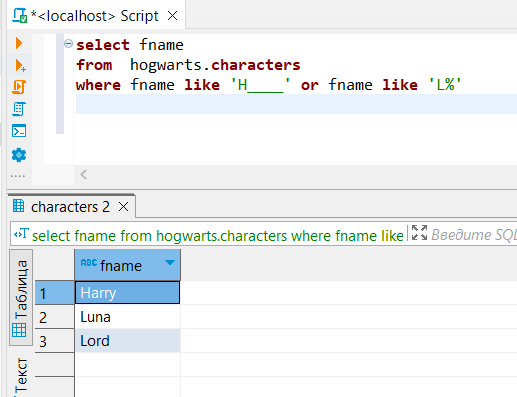 *<localhost> Script
select fname
from  hogwarts.characters
where fname like 'H____' or fname like 'L%'
characters 2
select fname from hogwarts.characters where fname like
Введите SQL
Таблица
Текст
ABC fname
1 Harry
2 Luna
3 Lord